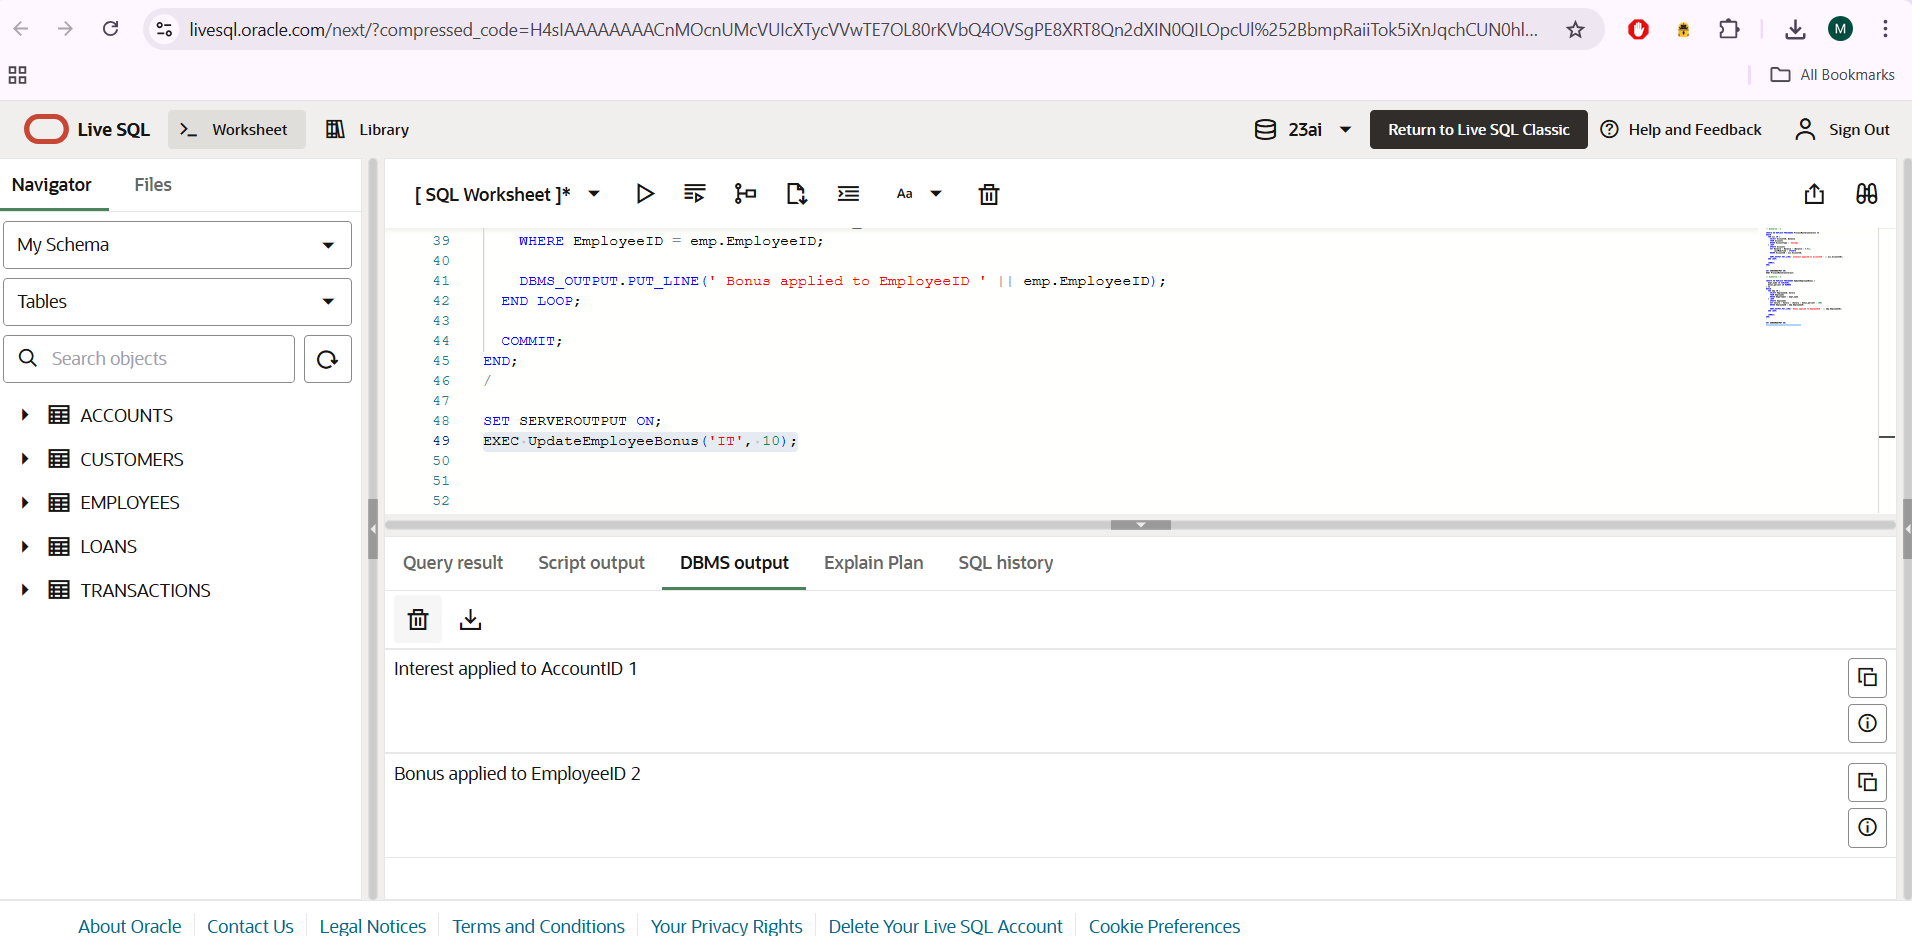 livesql.oracle.com/next/?compressed_code=H4sIAAAAAAAACnMOcnUMcVUIcXTycVVwTE7OL80rKVbQ4OVSgPE8XRT8Qn2dXIN0QILOpcUl%252BbmpRaiiTok5iXnJqchCUN0hl...
M
All Bookmarks
Live SQL
Worksheet
Library
23ai
Return to Live SQL Classic
Help and Feedback
Sign Out
Navigator
Files
[ SQL Worksheet ]*
Aa
My Schema
Tables
Search objects
ACCOUNTS
CUSTOMERS
EMPLOYEES
LOANS
TRANSACTIONS
39 WHERE EmployeeID = emp.EmployeeID;
40
41 DBMS_OUTPUT.PUT_LINE(' Bonus applied to EmployeeID ' || emp.EmployeeID);
42 END LOOP;
43
44 COMMIT;
45 END;
46 /
47
48 SET SERVEROUTPUT ON;
49 EXEC UpdateEmployeeBonus('IT', 10);
50
51
52
Query result
Script output
DBMS output
Explain Plan
SQL history
Interest applied to AccountID 1
Bonus applied to EmployeeID 2
About Oracle
Contact Us
Legal Notices
Terms and Conditions
Your Privacy Rights
Delete Your Live SQL Account
Cookie Preferences